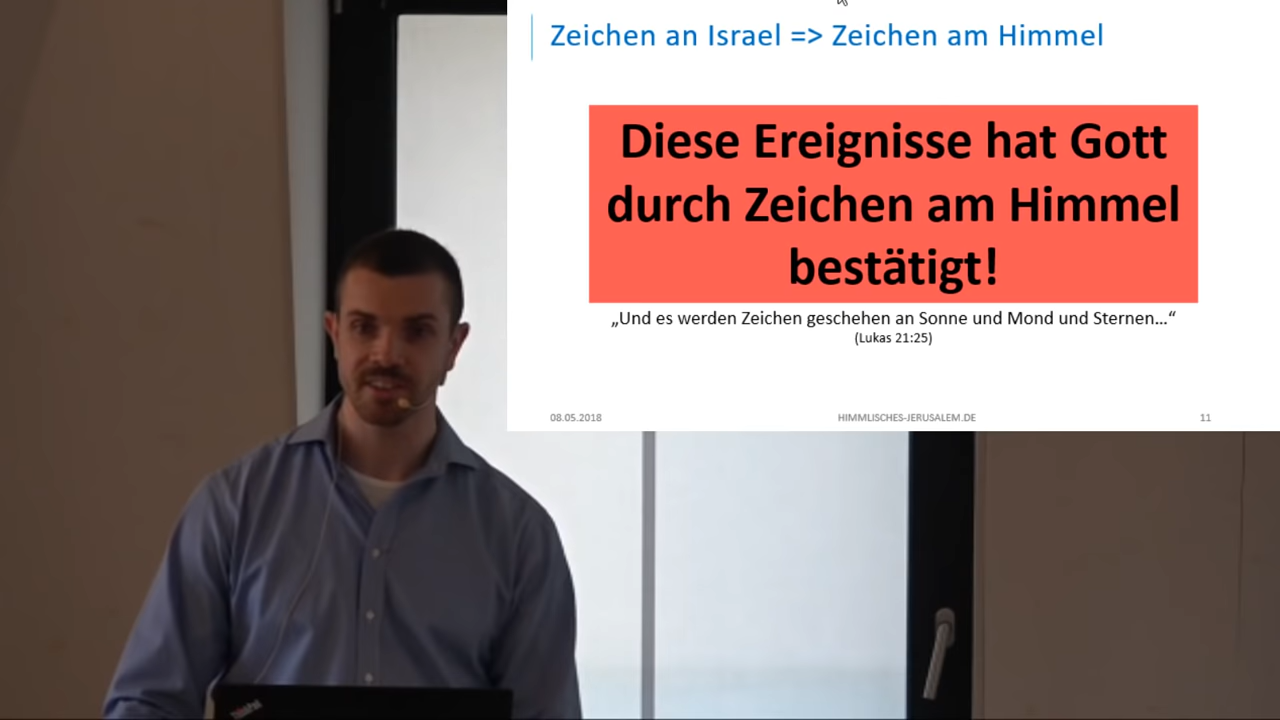 Zeichen an Israel => Zeichen am Himmel
Diese Ereignisse hat Gott
durch Zeichen am Himmel
bestätigt!
„Und es werden Zeichen geschehen an Sonne und Mond und Sternen...“
(Lukas 21:25)
08.05.2018
HIMMLISCHES-JERUSALEM.DE
11
ThinkPad